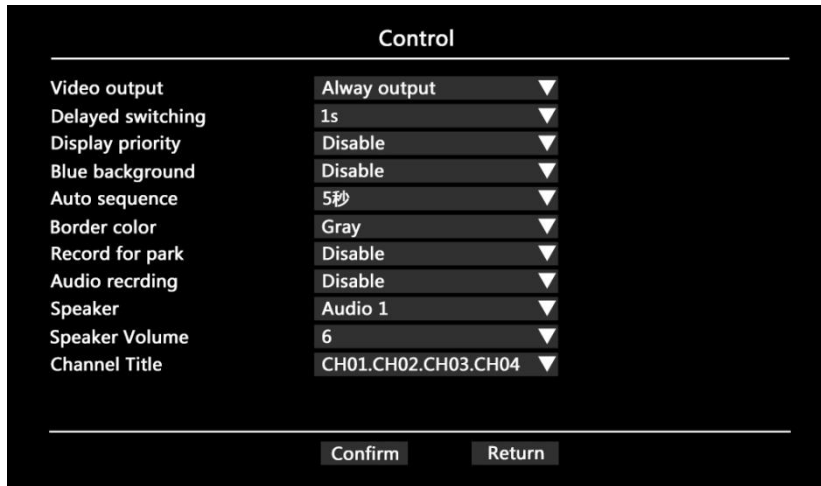 Control
Video output Alway output
Delayed switching 1s
Display priority Disable
Blue background Disable
Auto sequence 5秒
Border color Gray
Record for park Disable
Audio recrding Disable
Speaker Audio 1
Speaker Volume 6
Channel Title CH01.CH02.CH03.CH04
Confirm Return